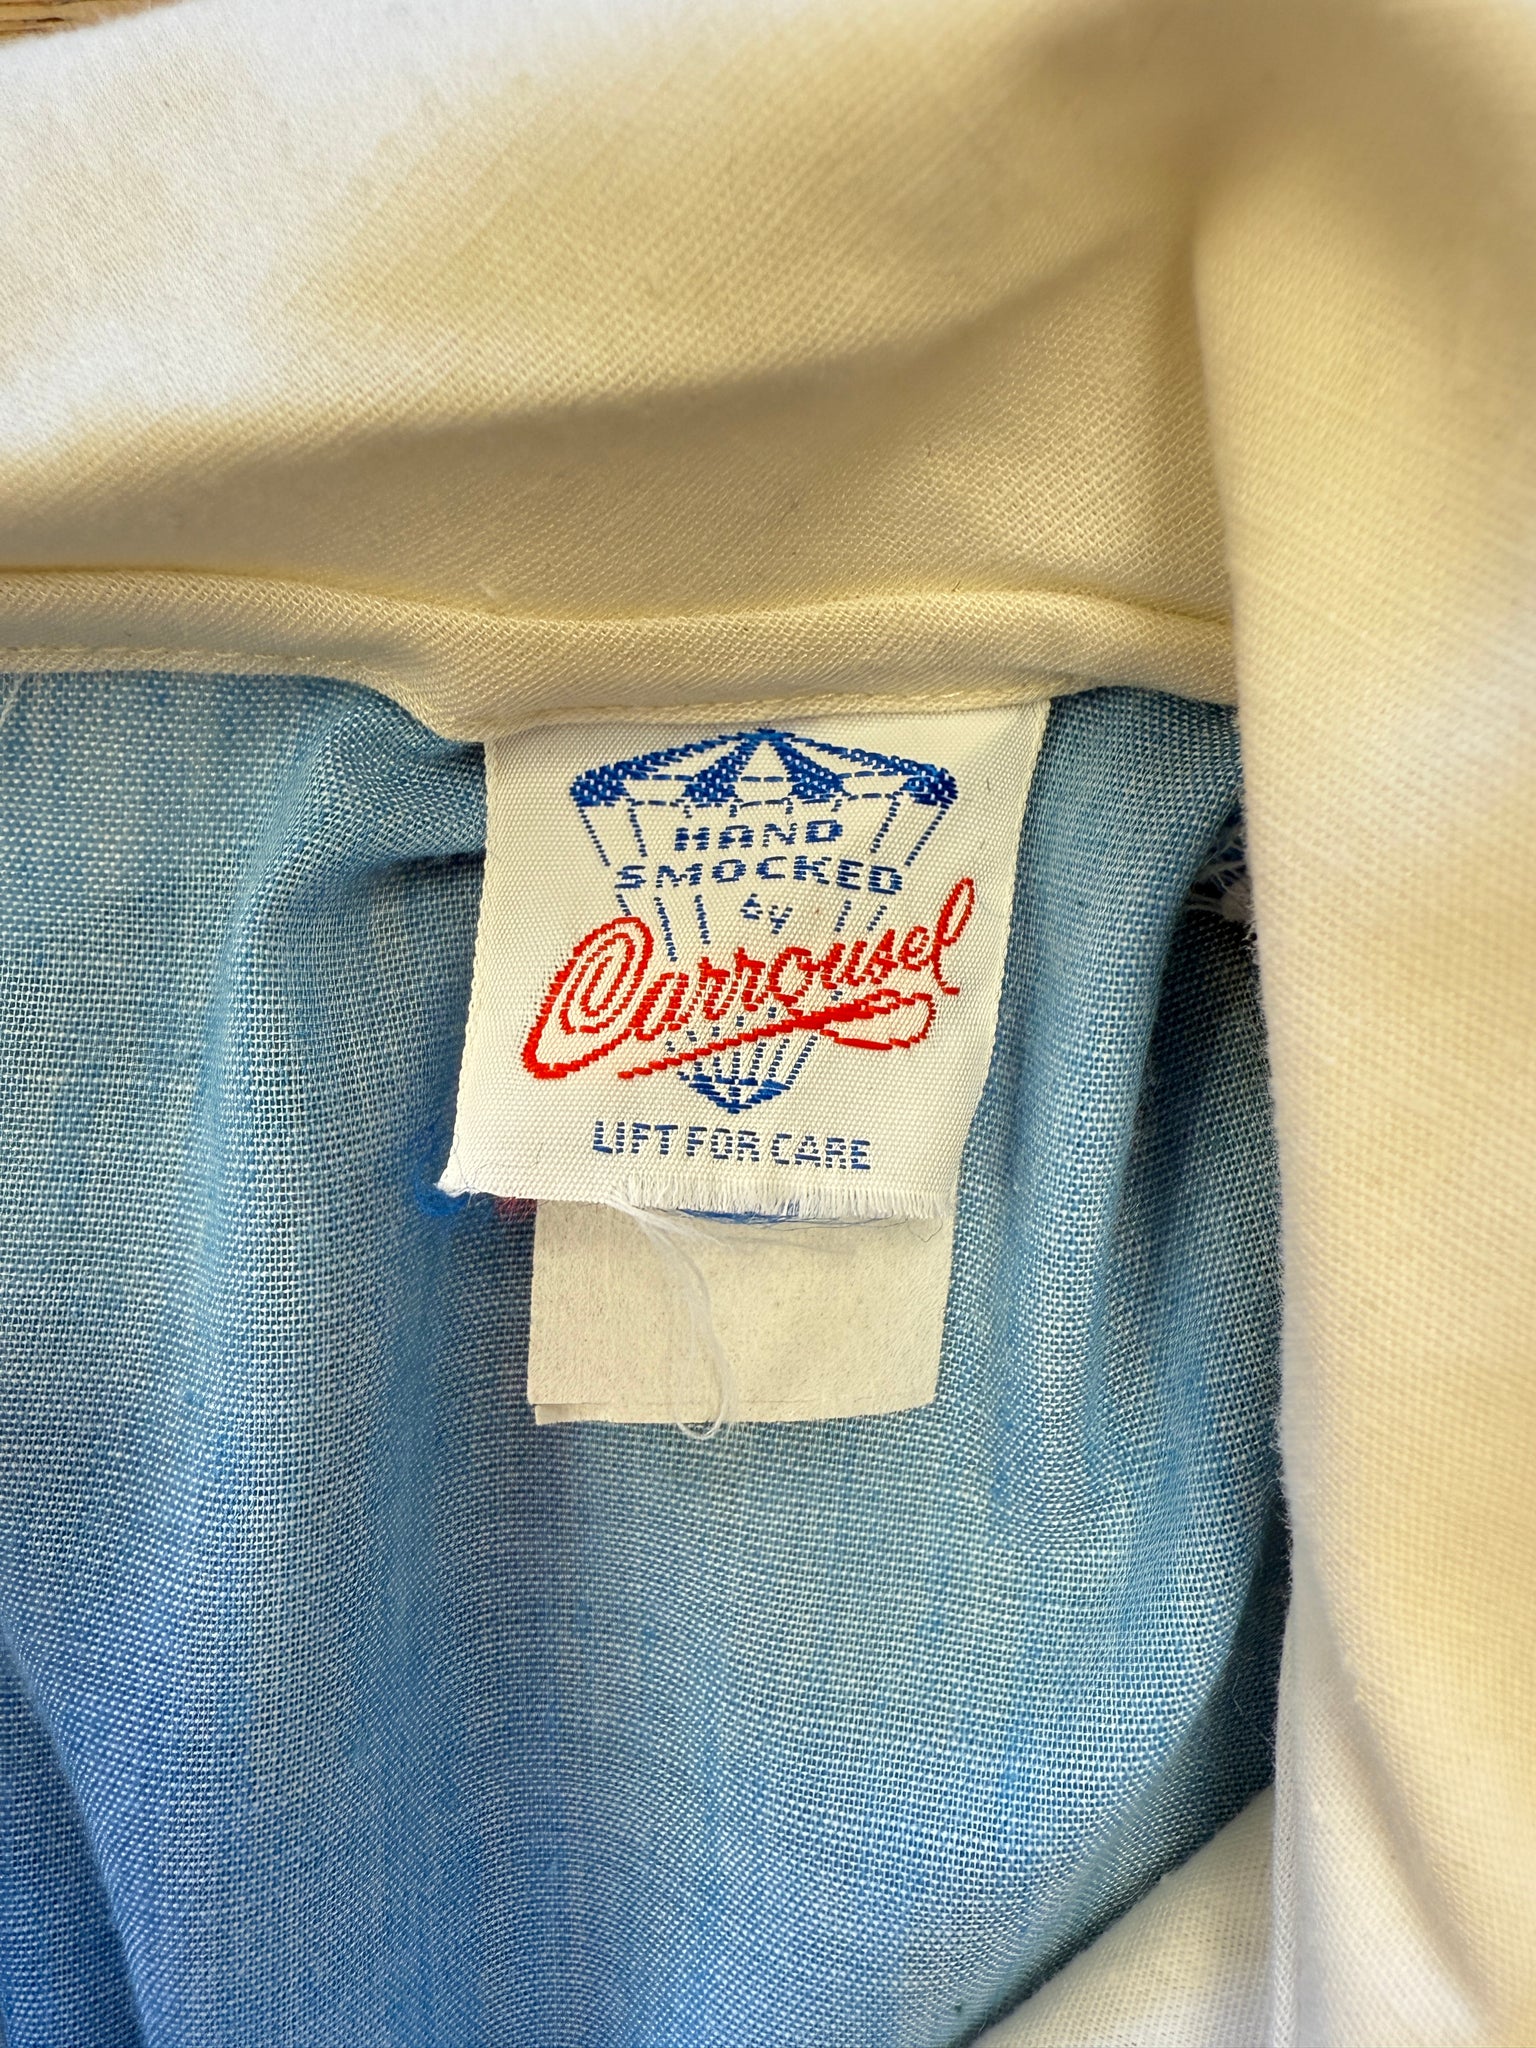 HAND
SMOCKED
by
Carrousel
LIFT FOR CARE